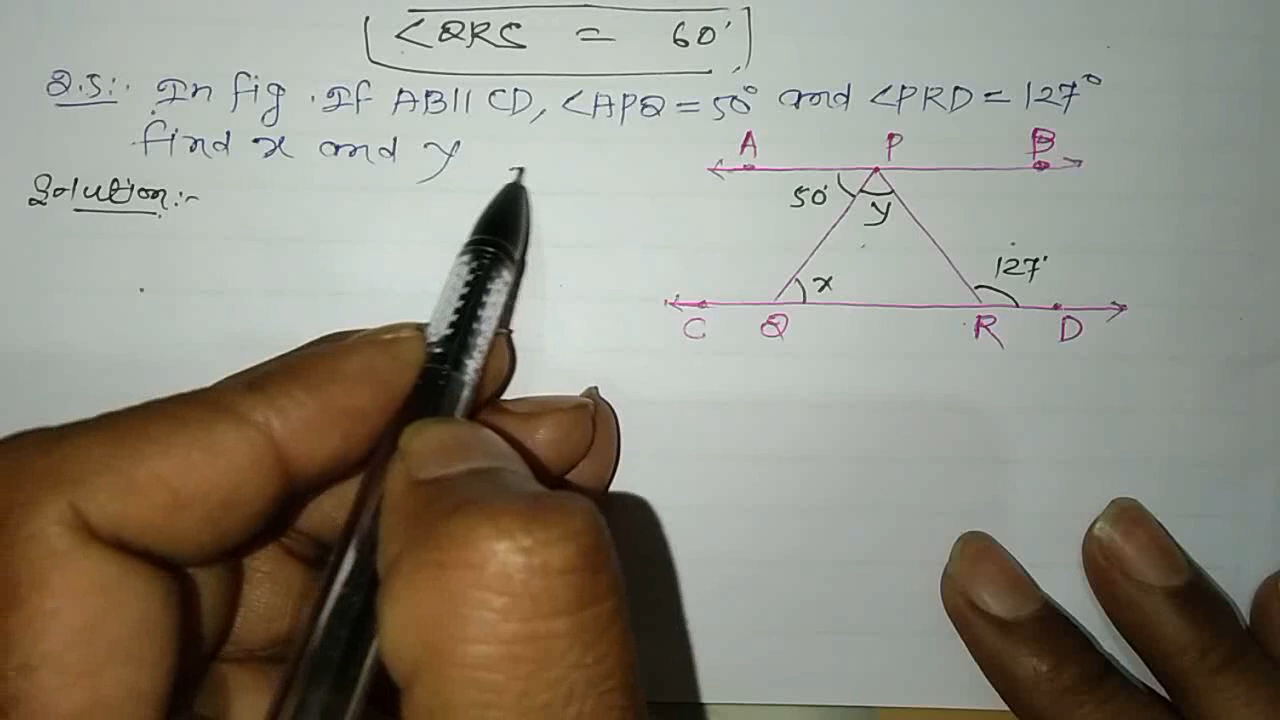 ∠QRS = 60°
Q.5:. In fig. If AB || CD, ∠APQ = 50° and ∠PRD = 127°
find x and y
Solution:-
A P B
50° y
x 127°
C Q R D